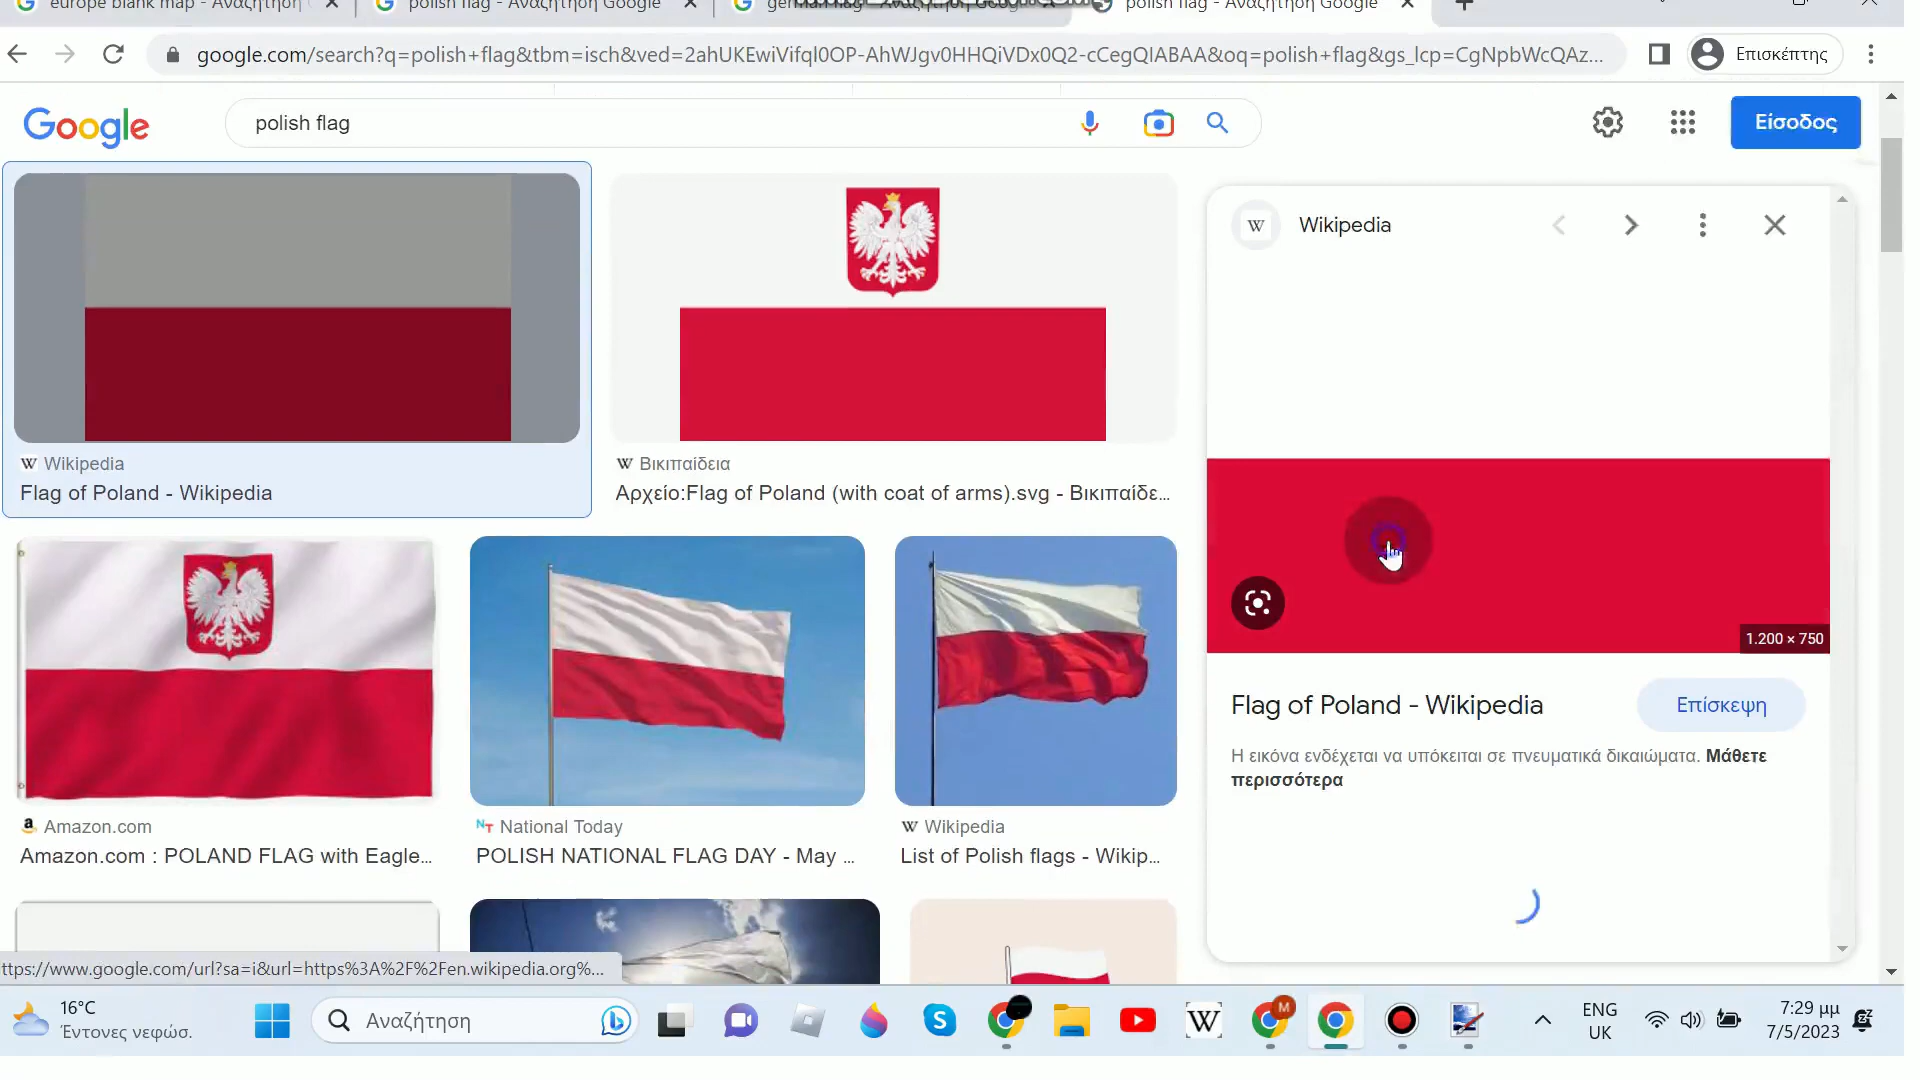 europe blank map - Αναζήτηση
polish flag - Αναζήτηση Google
polish flag - Αναζήτηση Google
google.com/search?q=polish+flag&tbm=isch&ved=2ahUKEwiVifql0OP-AhWJgv0HHQiVDx0Q2-cCegQIABAA&oq=polish+flag&gs_lcp=CgNpbWcQAz...
Επισκέπτης
Google
polish flag
Είσοδος
W Wikipedia
Flag of Poland - Wikipedia
W Βικιπαίδεια
Αρχείο:Flag of Poland (with coat of arms).svg - Βικιπαίδε...
W Wikipedia
1.200 × 750
Flag of Poland - Wikipedia
Επίσκεψη
Η εικόνα ενδέχεται να υπόκειται σε πνευματικά δικαιώματα. Μάθετε
περισσότερα
a Amazon.com
Amazon.com : POLAND FLAG with Eagle...
NT National Today
POLISH NATIONAL FLAG DAY - May ...
W Wikipedia
List of Polish flags - Wikip...
ttps://www.google.com/url?sa=i&url=https%3A%2F%2Fen.wikipedia.org%...
16°C
Έντονες νεφώσ.
Αναζήτηση
S
W
M
ENG
UK
7:29 μμ
7/5/2023